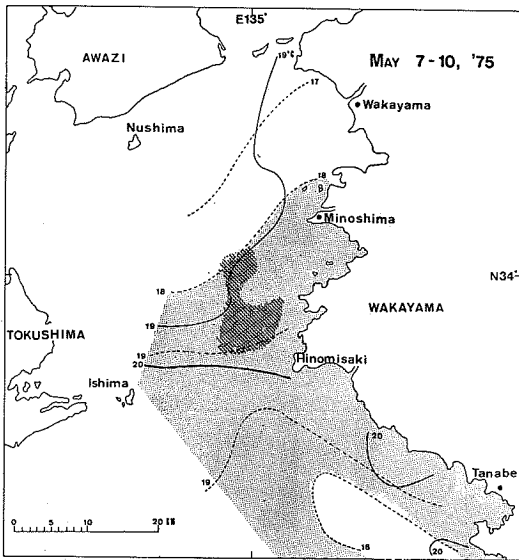 E135°
AWAZI
MAY 7-10, '75
19°C
17
Wakayama
Nushima
18
Minoshima
N34°
18
WAKAYAMA
19
TOKUSHIMA
19
20
Hinomisaki
Ishima
20
Tanabe
19
0 5 10 20
18
20